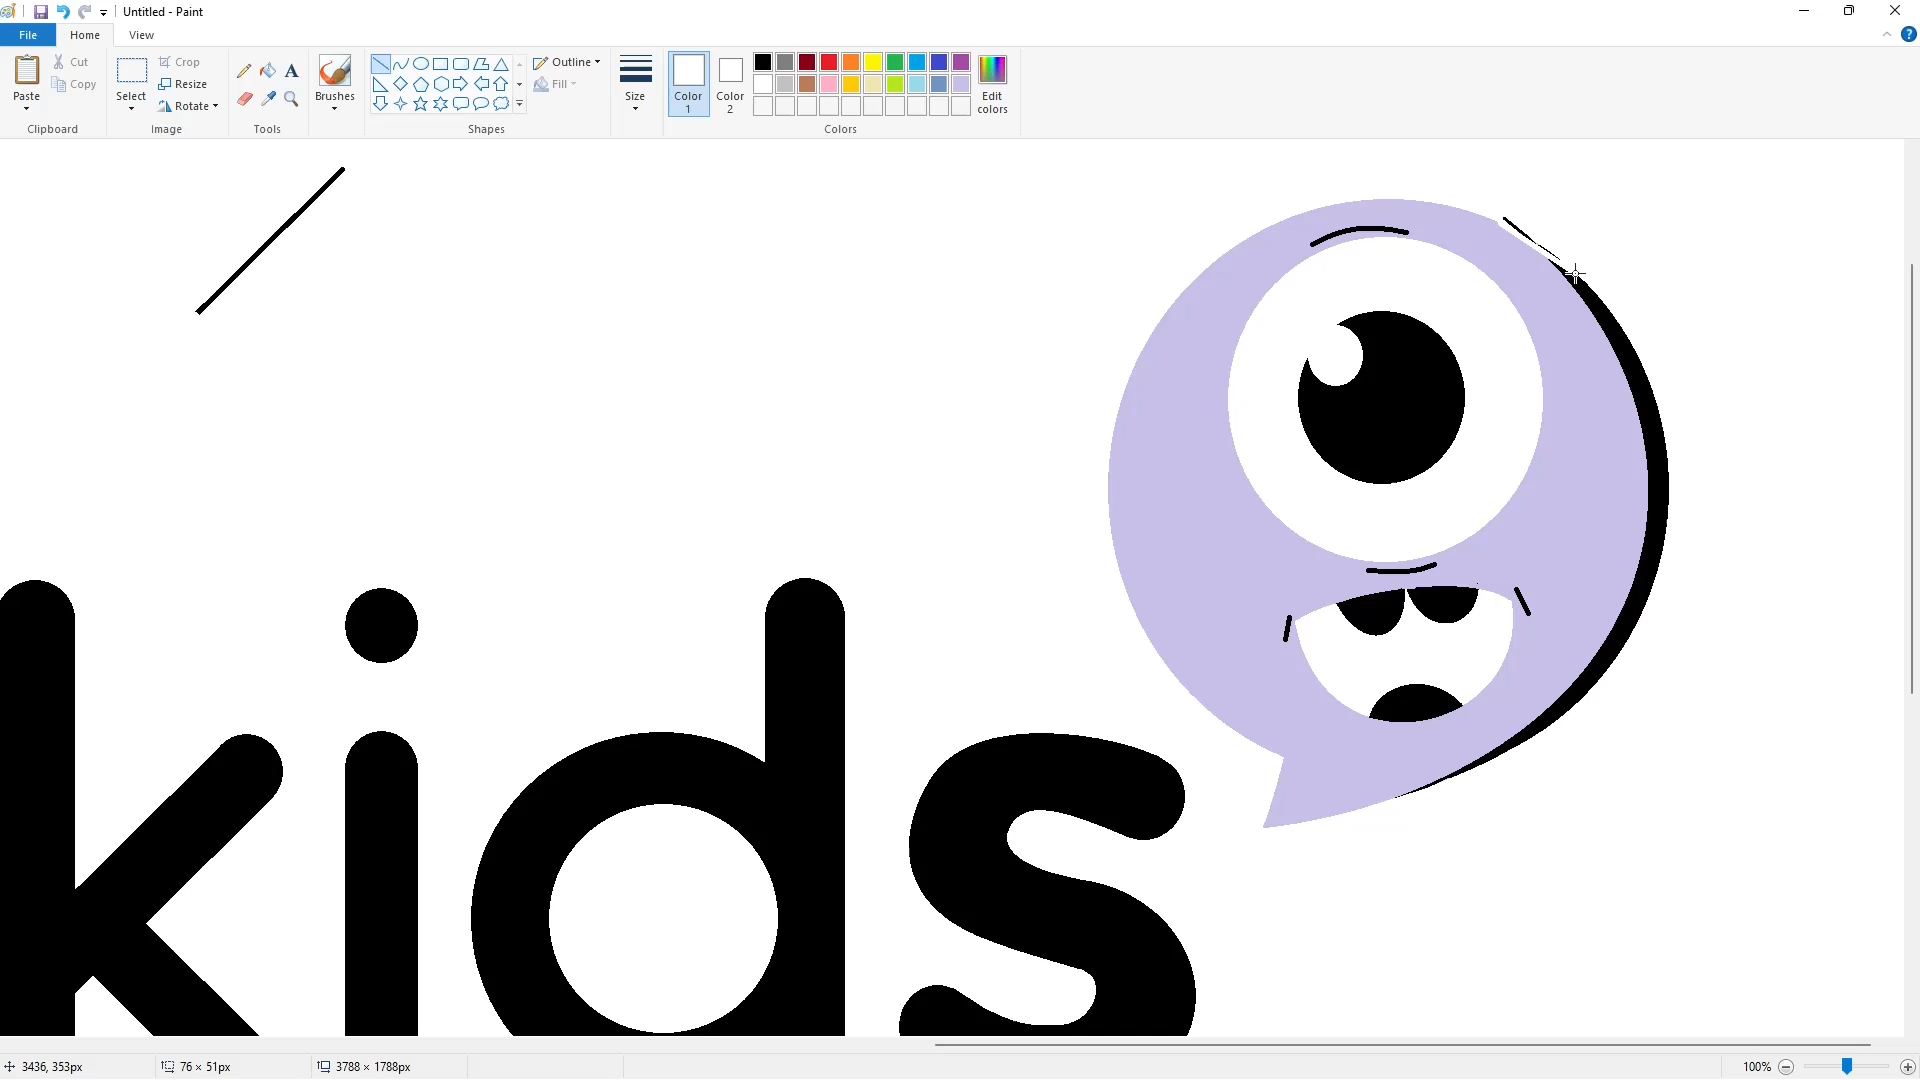 Untitled - Paint
File Home View
Paste
Cut
Copy
Clipboard
Select
Crop
Resize
Rotate
Image
A
Tools
Brushes
Shapes
Outline
Fill
Size
Color 1
Color 2
Colors
Edit colors
kids
3436, 353px
76 × 51px
3788 × 1788px
100%